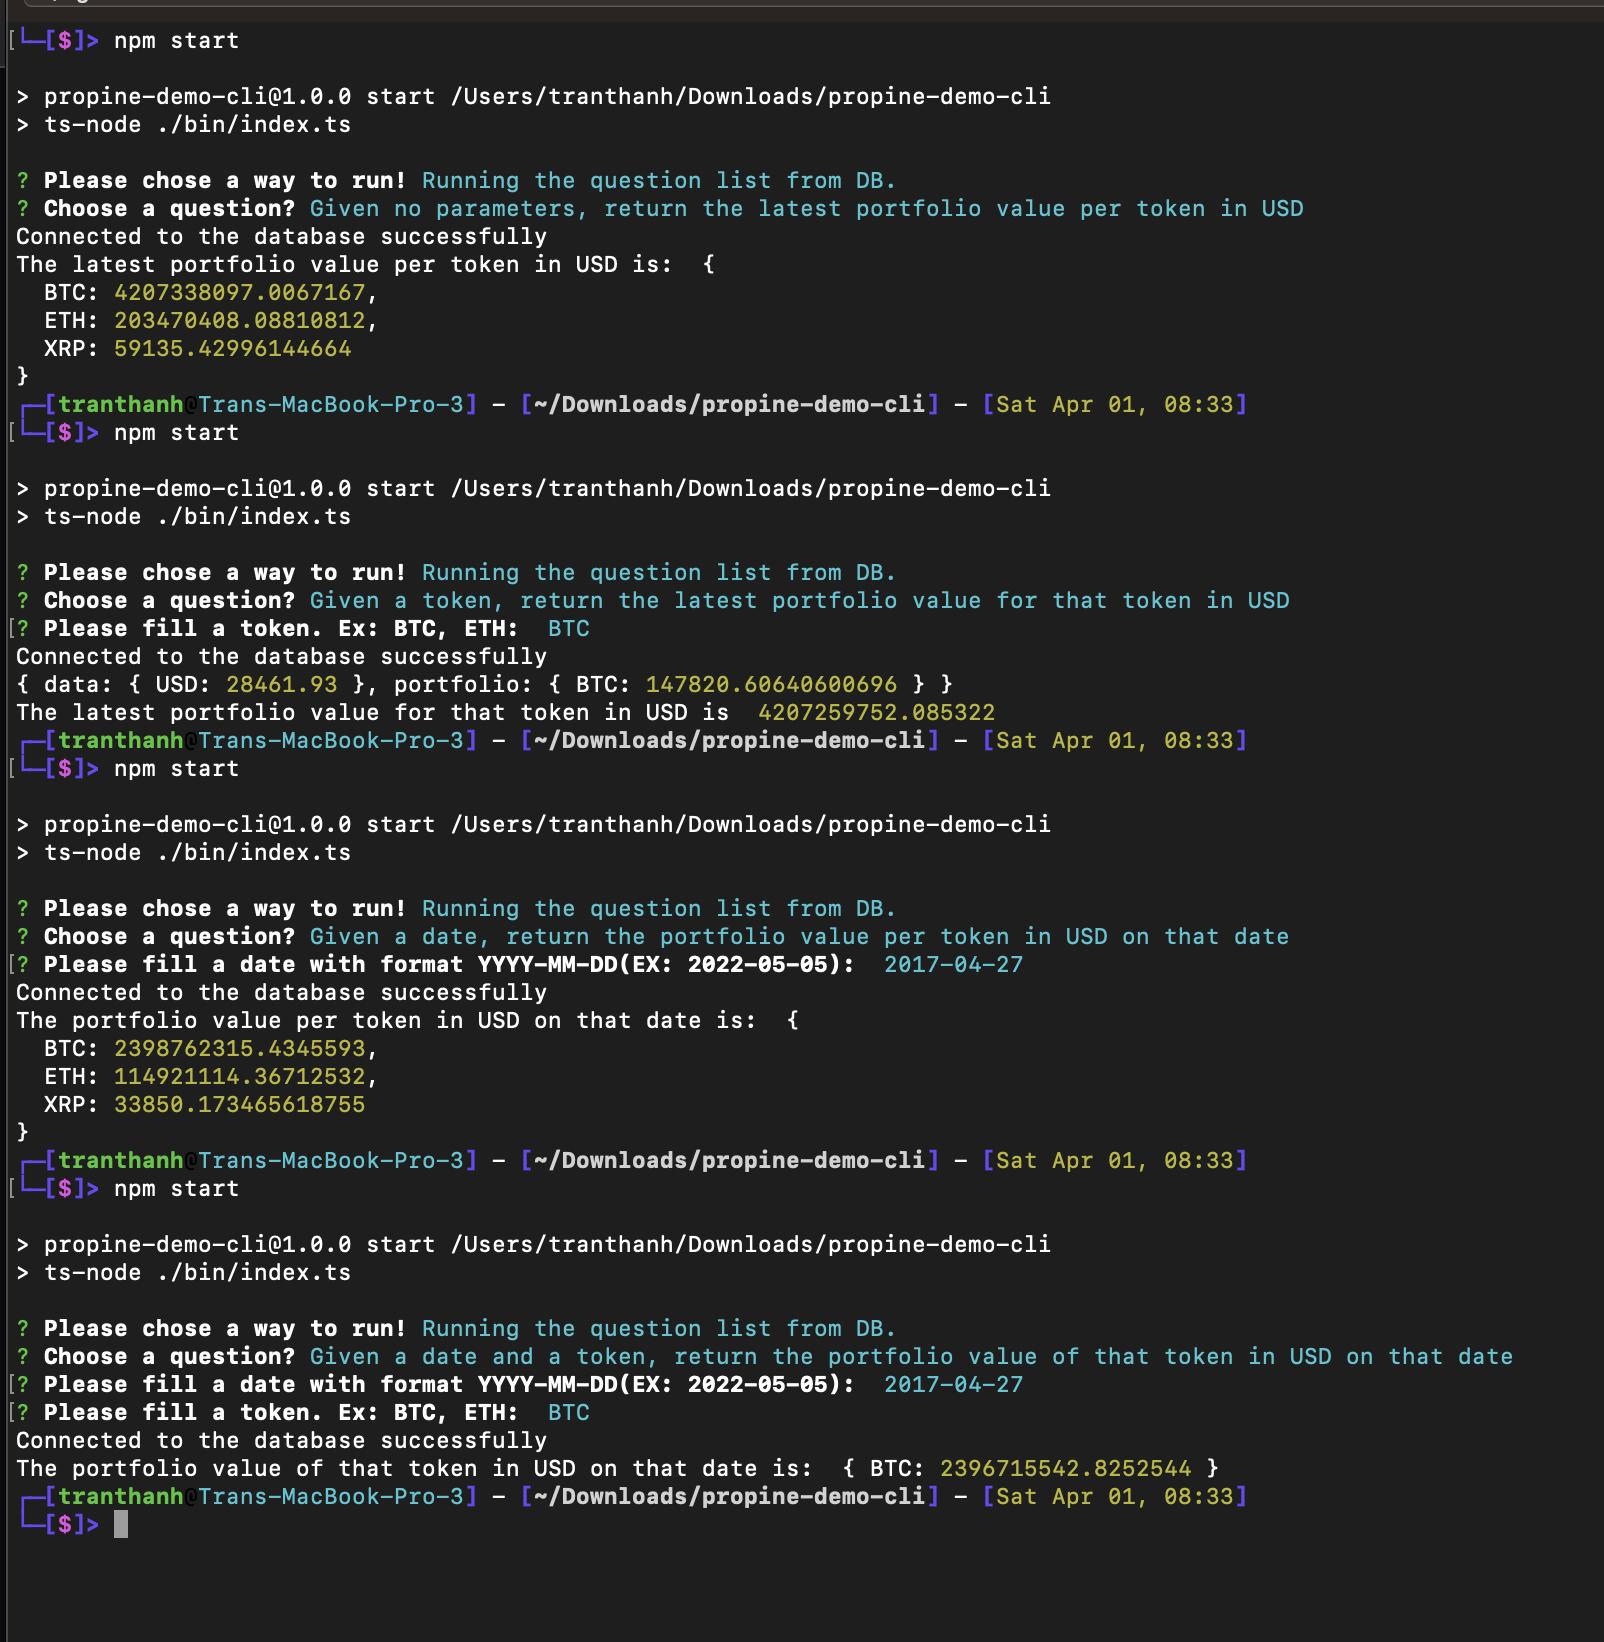 [└─[$]> npm start
> propine-demo-cli@1.0.0 start /Users/tranthanh/Downloads/propine-demo-cli
> ts-node ./bin/index.ts
? Please chose a way to run! Running the question list from DB.
? Choose a question? Given no parameters, return the latest portfolio value per token in USD
Connected to the database successfully
The latest portfolio value per token in USD is:  {
  BTC: 4207338097.0067167,
  ETH: 203470408.08810812,
  XRP: 59135.42996144664
}
┌─[tranthanh@Trans-MacBook-Pro-3] - [~/Downloads/propine-demo-cli] - [Sat Apr 01, 08:33]
[└─[$]> npm start
> propine-demo-cli@1.0.0 start /Users/tranthanh/Downloads/propine-demo-cli
> ts-node ./bin/index.ts
? Please chose a way to run! Running the question list from DB.
? Choose a question? Given a token, return the latest portfolio value for that token in USD
[? Please fill a token. Ex: BTC, ETH:  BTC
Connected to the database successfully
{ data: { USD: 28461.93 }, portfolio: { BTC: 147820.60640600696 } }
The latest portfolio value for that token in USD is  4207259752.085322
┌─[tranthanh@Trans-MacBook-Pro-3] - [~/Downloads/propine-demo-cli] - [Sat Apr 01, 08:33]
[└─[$]> npm start
> propine-demo-cli@1.0.0 start /Users/tranthanh/Downloads/propine-demo-cli
> ts-node ./bin/index.ts
? Please chose a way to run! Running the question list from DB.
? Choose a question? Given a date, return the portfolio value per token in USD on that date
[? Please fill a date with format YYYY-MM-DD(EX: 2022-05-05):  2017-04-27
Connected to the database successfully
The portfolio value per token in USD on that date is:  {
  BTC: 2398762315.4345593,
  ETH: 114921114.36712532,
  XRP: 33850.173465618755
}
┌─[tranthanh@Trans-MacBook-Pro-3] - [~/Downloads/propine-demo-cli] - [Sat Apr 01, 08:33]
[└─[$]> npm start
> propine-demo-cli@1.0.0 start /Users/tranthanh/Downloads/propine-demo-cli
> ts-node ./bin/index.ts
? Please chose a way to run! Running the question list from DB.
? Choose a question? Given a date and a token, return the portfolio value of that token in USD on that date
[? Please fill a date with format YYYY-MM-DD(EX: 2022-05-05):  2017-04-27
[? Please fill a token. Ex: BTC, ETH:  BTC
Connected to the database successfully
The portfolio value of that token in USD on that date is:  { BTC: 2396715542.8252544 }
┌─[tranthanh@Trans-MacBook-Pro-3] - [~/Downloads/propine-demo-cli] - [Sat Apr 01, 08:33]
└─[$]>